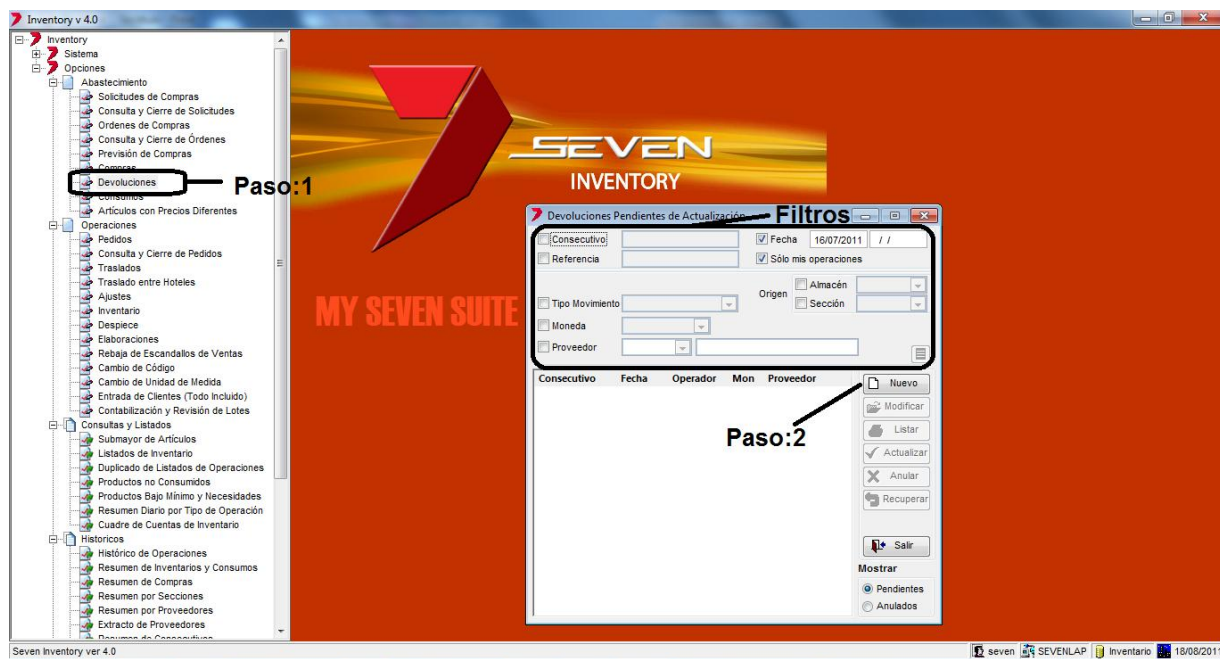 Inventory v 4.0
Inventory
Sistema
Opciones
Abastecimiento
Solicitudes de Compras
Consulta y Cierre de Solicitudes
Ordenes de Compras
Consulta y Cierre de Órdenes
Previsión de Compras
Compras
Devoluciones
Paso:1
Consumos
Artículos con Precios Diferentes
Operaciones
Pedidos
Consulta y Cierre de Pedidos
Traslados
Traslado entre Hoteles
Ajustes
Inventario
Despiece
Elaboraciones
Rebaja de Escandallos de Ventas
Cambio de Código
Cambio de Unidad de Medida
Entrada de Clientes (Todo Incluido)
Contabilización y Revisión de Lotes
Consultas y Listados
Submayor de Artículos
Listados de Inventario
Duplicado de Listados de Operaciones
Productos no Consumidos
Productos Bajo Mínimo y Necesidades
Resumen Diario por Tipo de Operación
Cuadre de Cuentas de Inventario
Historicos
Histórico de Operaciones
Resumen de Inventarios y Consumos
Resumen de Compras
Resumen por Secciones
Resumen por Proveedores
Extracto de Proveedores
Resumen de Consecutivos
SEVEN
INVENTORY
MY SEVEN SUITE
Devoluciones Pendientes de Actualización
Filtros
Consecutivo
Fecha 16/07/2011 / /
Referencia
Sólo mis operaciones
Origen
Almacén
Tipo Movimiento
Sección
Moneda
Proveedor
Consecutivo Fecha Operador Mon Proveedor
Nuevo
Modificar
Paso:2
Listar
Actualizar
Anular
Recuperar
Salir
Mostrar
Pendientes
Anulados
Seven Inventory ver 4.0
seven SEVENLAP Inventario 18/08/2011